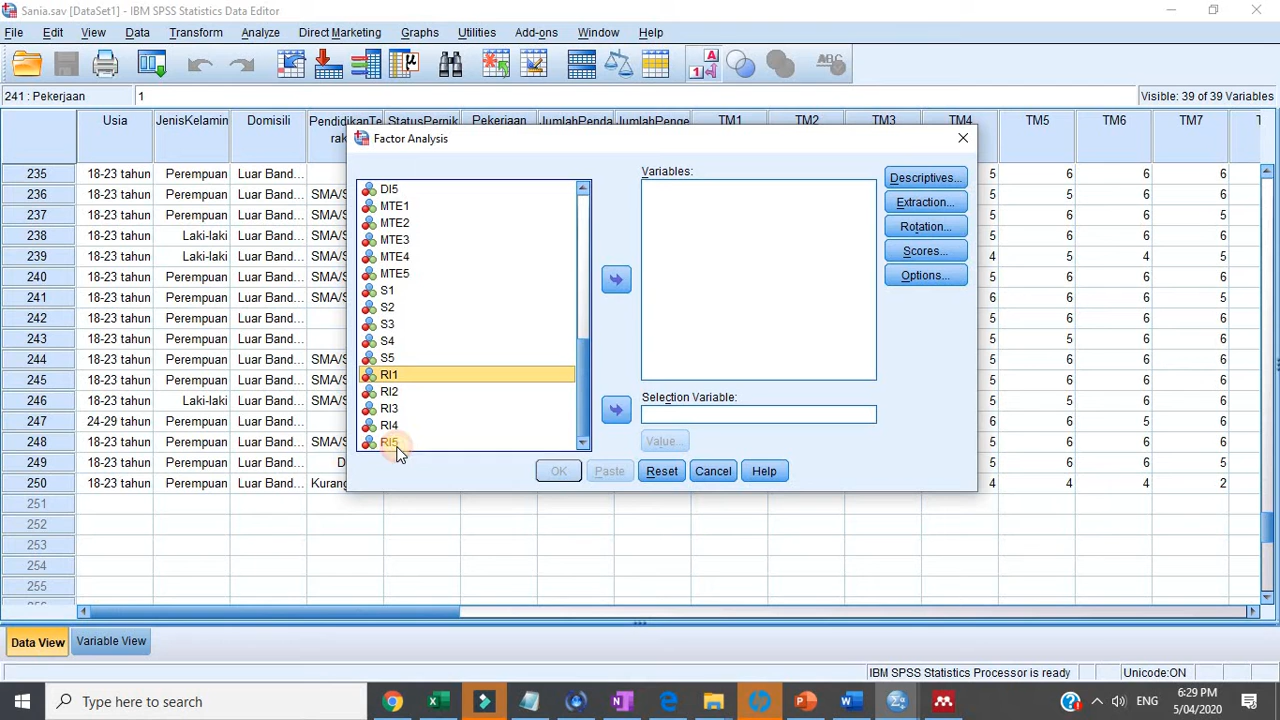 Sania.sav [DataSet1] - IBM SPSS Statistics Data Editor
File Edit View Data Transform Analyze Direct Marketing Graphs Utilities Add-ons Window Help
241 : Pekerjaan 1 Visible: 39 of 39 Variables
Usia JenisKelamin Domisili PendidikanTe StatusPernik Pekerjaan JumlahPenda JumlahPenge TM1 TM2 TM3 TM4 TM5 TM6 TM7
Factor Analysis
235 18-23 tahun Perempuan Luar Band... 5 6 6 6
236 18-23 tahun Perempuan Luar Band... SMA/S 5 6 6 6
237 18-23 tahun Perempuan Luar Band... SMA/S 5 6 6 5
238 18-23 tahun Laki-laki Luar Band... 6 6 6 6
239 18-23 tahun Laki-laki Luar Band... SMA/S 4 5 4 6
240 18-23 tahun Perempuan Luar Band... SMA/S 6 6 6 6
241 18-23 tahun Perempuan Luar Band... SMA/S 6 6 6 5
242 18-23 tahun Perempuan Luar Band... 6 6 6 6
243 18-23 tahun Perempuan Luar Band... 6 6 6 6
244 18-23 tahun Perempuan Luar Band... SMA/S 5 6 6 6
245 18-23 tahun Perempuan Luar Band... SMA/S 6 6 6 5
246 18-23 tahun Laki-laki Luar Band... SMA/S 6 6 6 6
247 24-29 tahun Perempuan Luar Band... 6 6 6 6
248 18-23 tahun Perempuan Luar Band... SMA/S 5 6 6 6
249 18-23 tahun Perempuan Luar Band... D 6 6 6 5
250 18-23 tahun Perempuan Luar Band... Kurang 4 4 4 2
251
252
253
254
255
DI5
MTE1
MTE2
MTE3
MTE4
MTE5
S1
S2
S3
S4
S5
RI1
RI2
RI3
RI4
RI5
Variables:
Selection Variable:
Value...
Descriptives...
Extraction...
Rotation...
Scores...
Options...
OK Paste Reset Cancel Help
Data View Variable View
IBM SPSS Statistics Processor is ready Unicode:ON
Type here to search
ENG
6:29 PM
5/04/2020